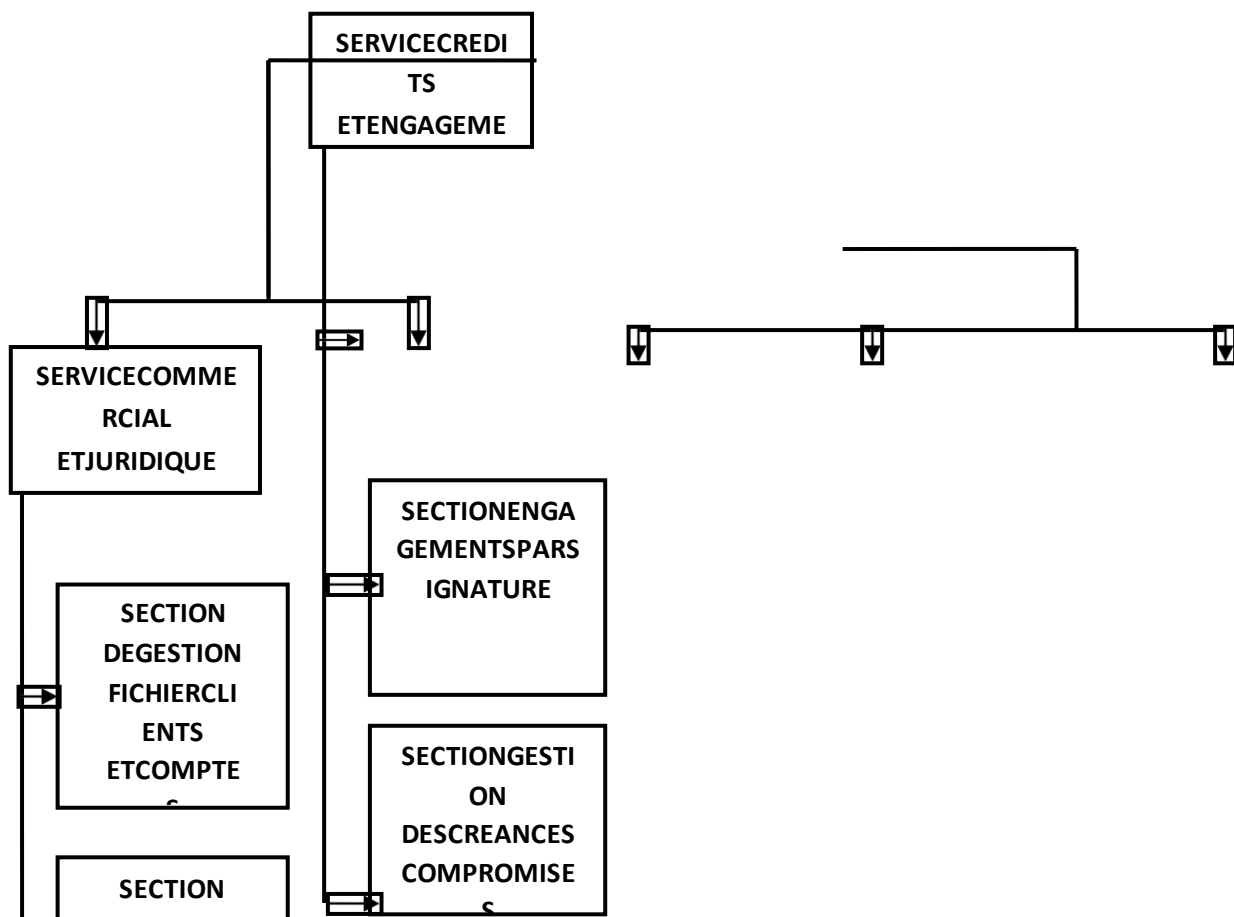 SERVICECREDI
TS
ETENGAGEME
SERVICECOMME
RCIAL
ETJURIDIQUE
SECTION
DEGESTION
FICHIERCLI
ENTS
ETCOMPTE
S
SECTION
SECTIONENGA
GEMENTSPARS
IGNATURE
SECTIONGESTI
ON
DESCREANCES
COMPROMISE
S